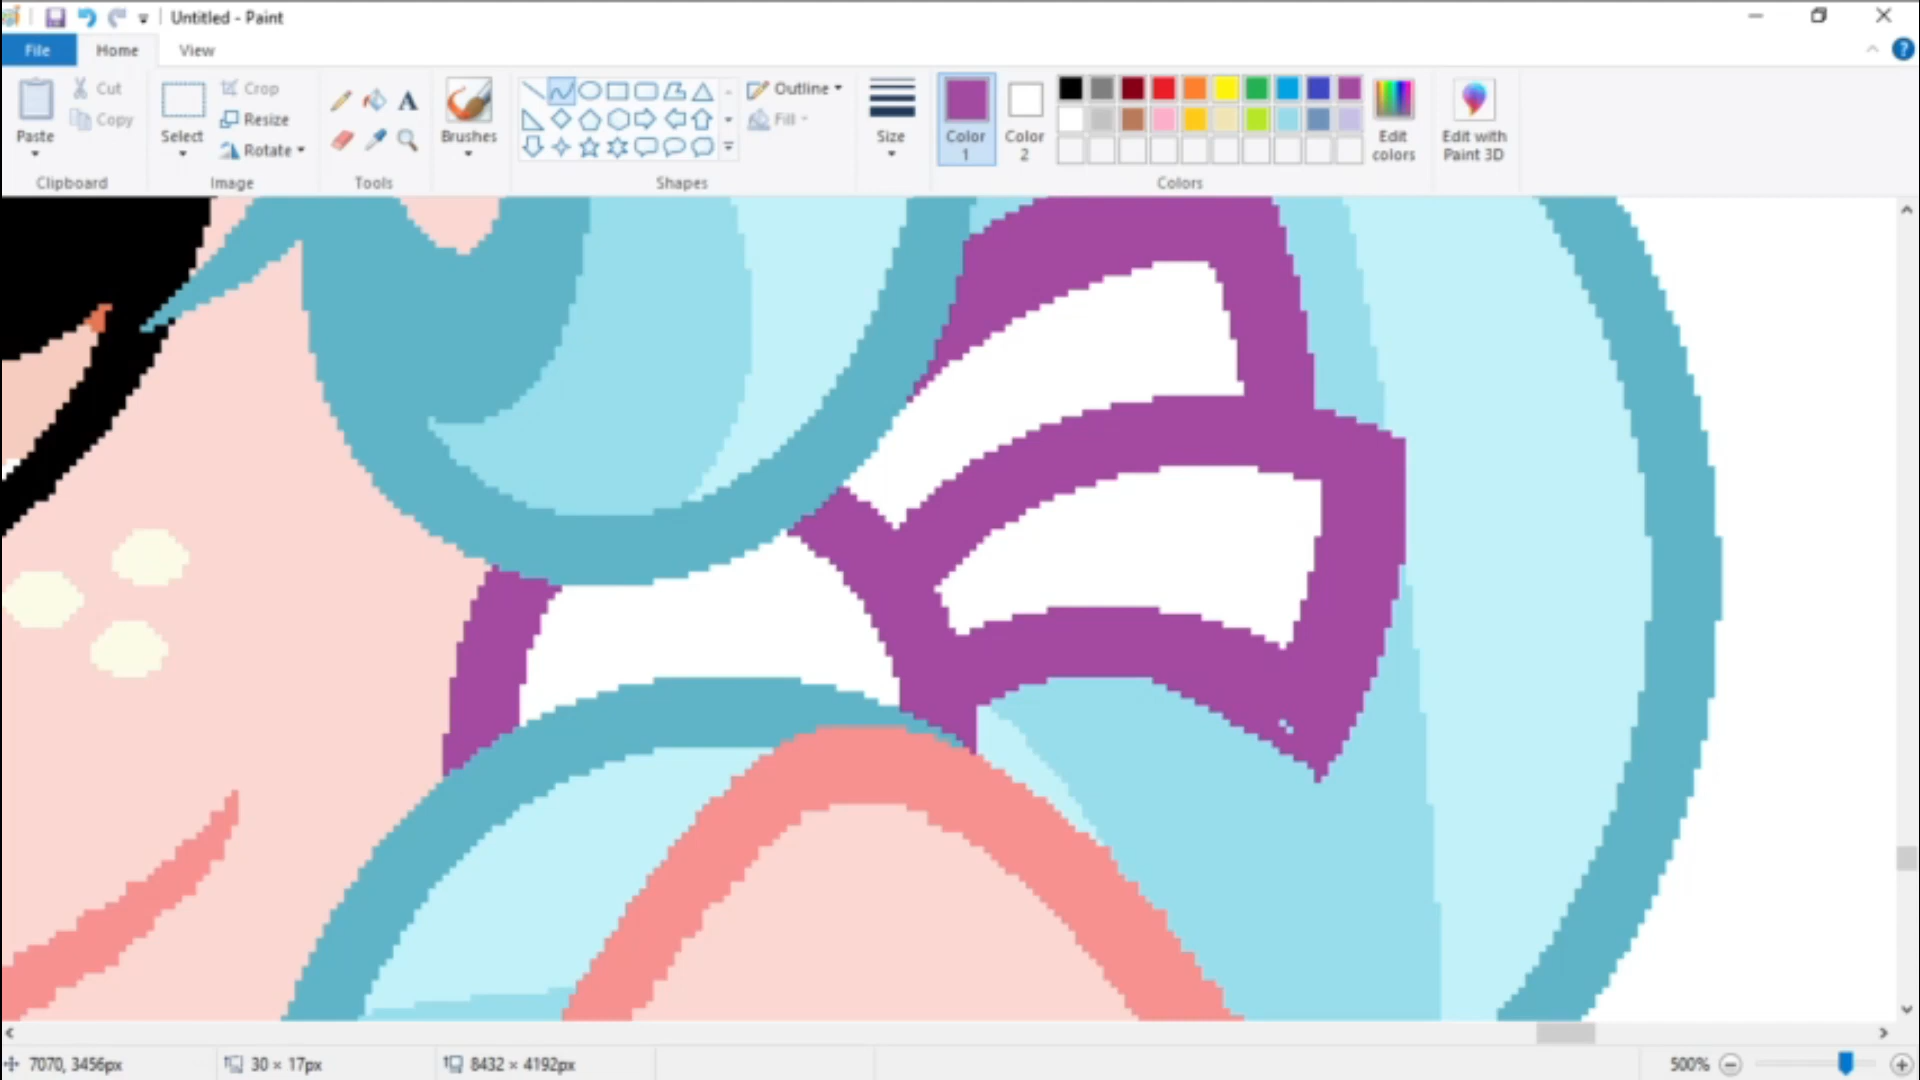 Untitled - Paint
File Home View
Paste Cut Copy Clipboard
Select Crop Resize Rotate Image
Tools
Brushes
Outline Fill Shapes
Size
Color 1 Color 2
Edit colors
Colors
Edit with Paint 3D
7070, 3456px 30 × 17px 8432 × 4192px 500%